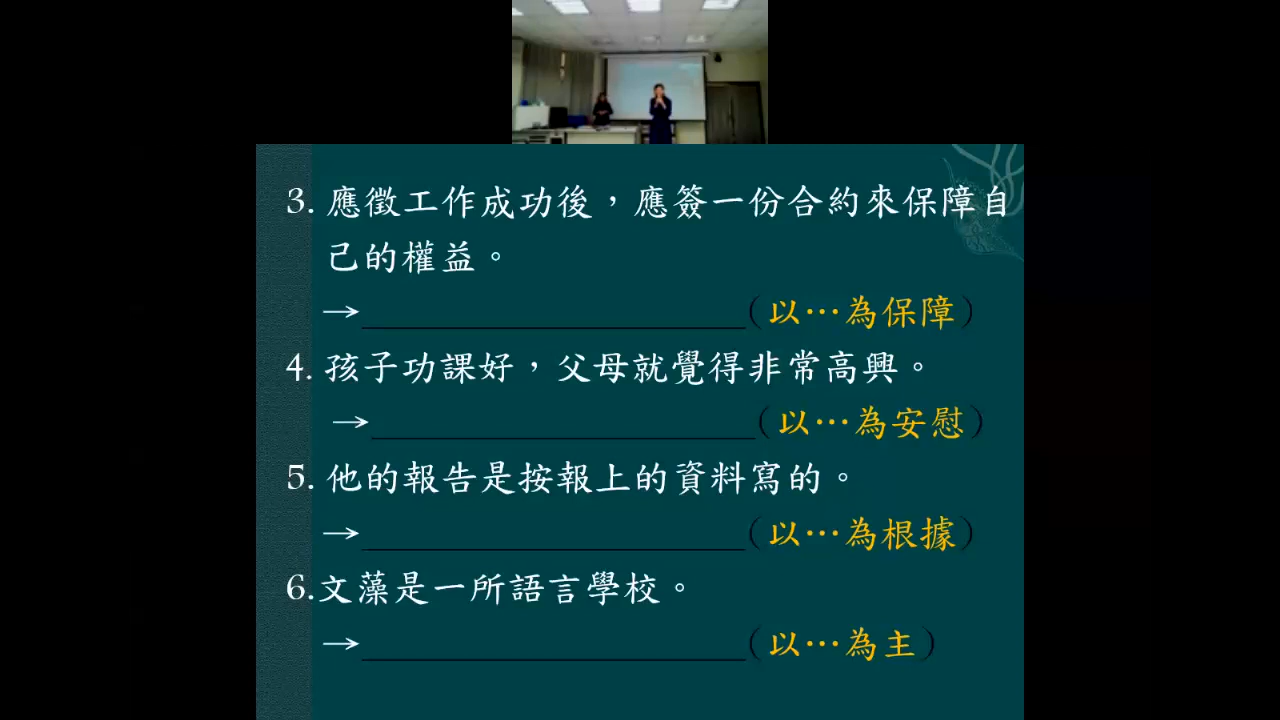 3. 應徵工作成功後，應簽一份合約來保障自
己的權益。
→____________________(以…為保障)
4. 孩子功課好，父母就覺得非常高興。
→____________________(以…為安慰)
5. 他的報告是按報上的資料寫的。
→____________________(以…為根據)
6.文藻是一所語言學校。
→____________________(以…為主)